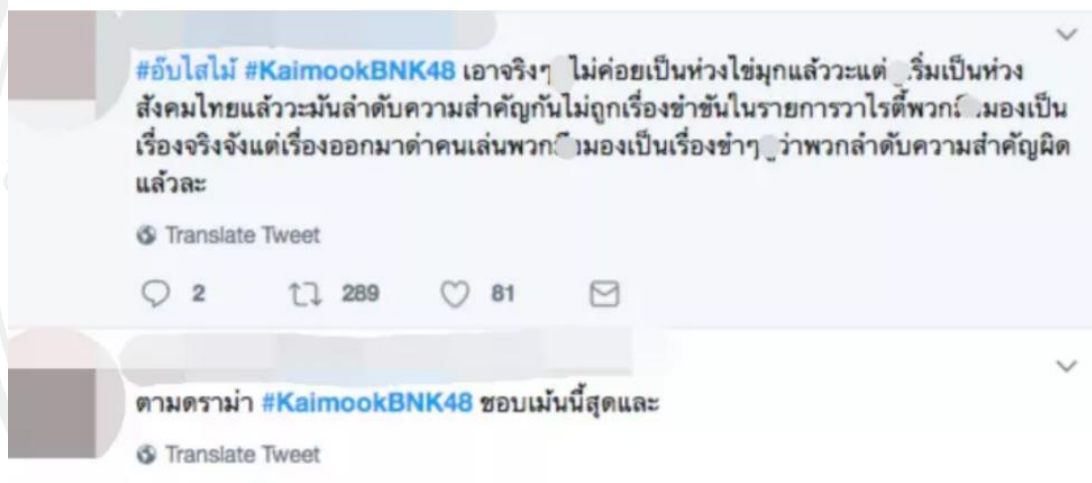 #อ๊บไสไม้ #KaimookBNK48 เอาจริงๆ ไม่ค่อยเป็นห่วงไข่มุกแล้ววะแต่ ริ่มเป็นห่วง
สังคมไทยแล้ววะมันลำดับความสำคัญกันไม่ถูกเรื่องขำขันในรายการวาไรตี้พวก มองเป็น
เรื่องจริงจังแต่เรื่องออกมาด่าคนเล่นพวก มองเป็นเรื่องขำๆ ว่าพวกลำดับความสำคัญผิด
แล้วละ
Translate Tweet
2 289 81
ตามดราม่า #KaimookBNK48 ชอบเม้นนี้สุดและ
Translate Tweet